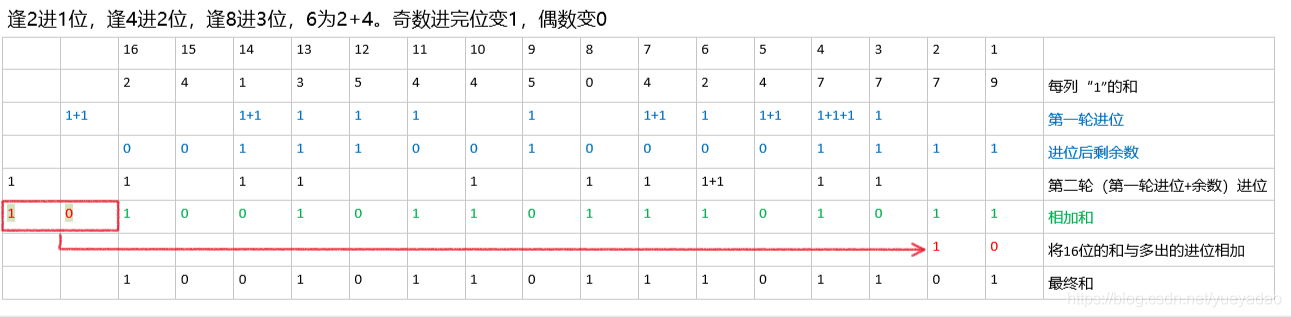 逢2进1位，逢4进2位，逢8进3位，6为2+4。奇数进完位变1，偶数变0
16 15 14 13 12 11 10 9 8 7 6 5 4 3 2 1
2 4 1 3 5 4 4 5 0 4 2 4 7 7 7 9 每列“1”的和
1+1 1+1 1 1 1 1 1+1 1 1+1 1+1+1 1 第一轮进位
0 0 1 1 1 0 0 1 0 0 0 0 1 1 1 1 进位后剩余数
1 1 1 1 1 1 1 1+1 1 1 第二轮（第一轮进位+余数）进位
1 0 1 0 0 1 0 1 1 0 1 1 1 0 1 0 1 1 相加和
1 0 将16位的和与多出的进位相加
1 0 0 1 0 1 1 0 1 1 1 0 1 1 0 1 最终和
https://blog.csdn.net/yueyadao